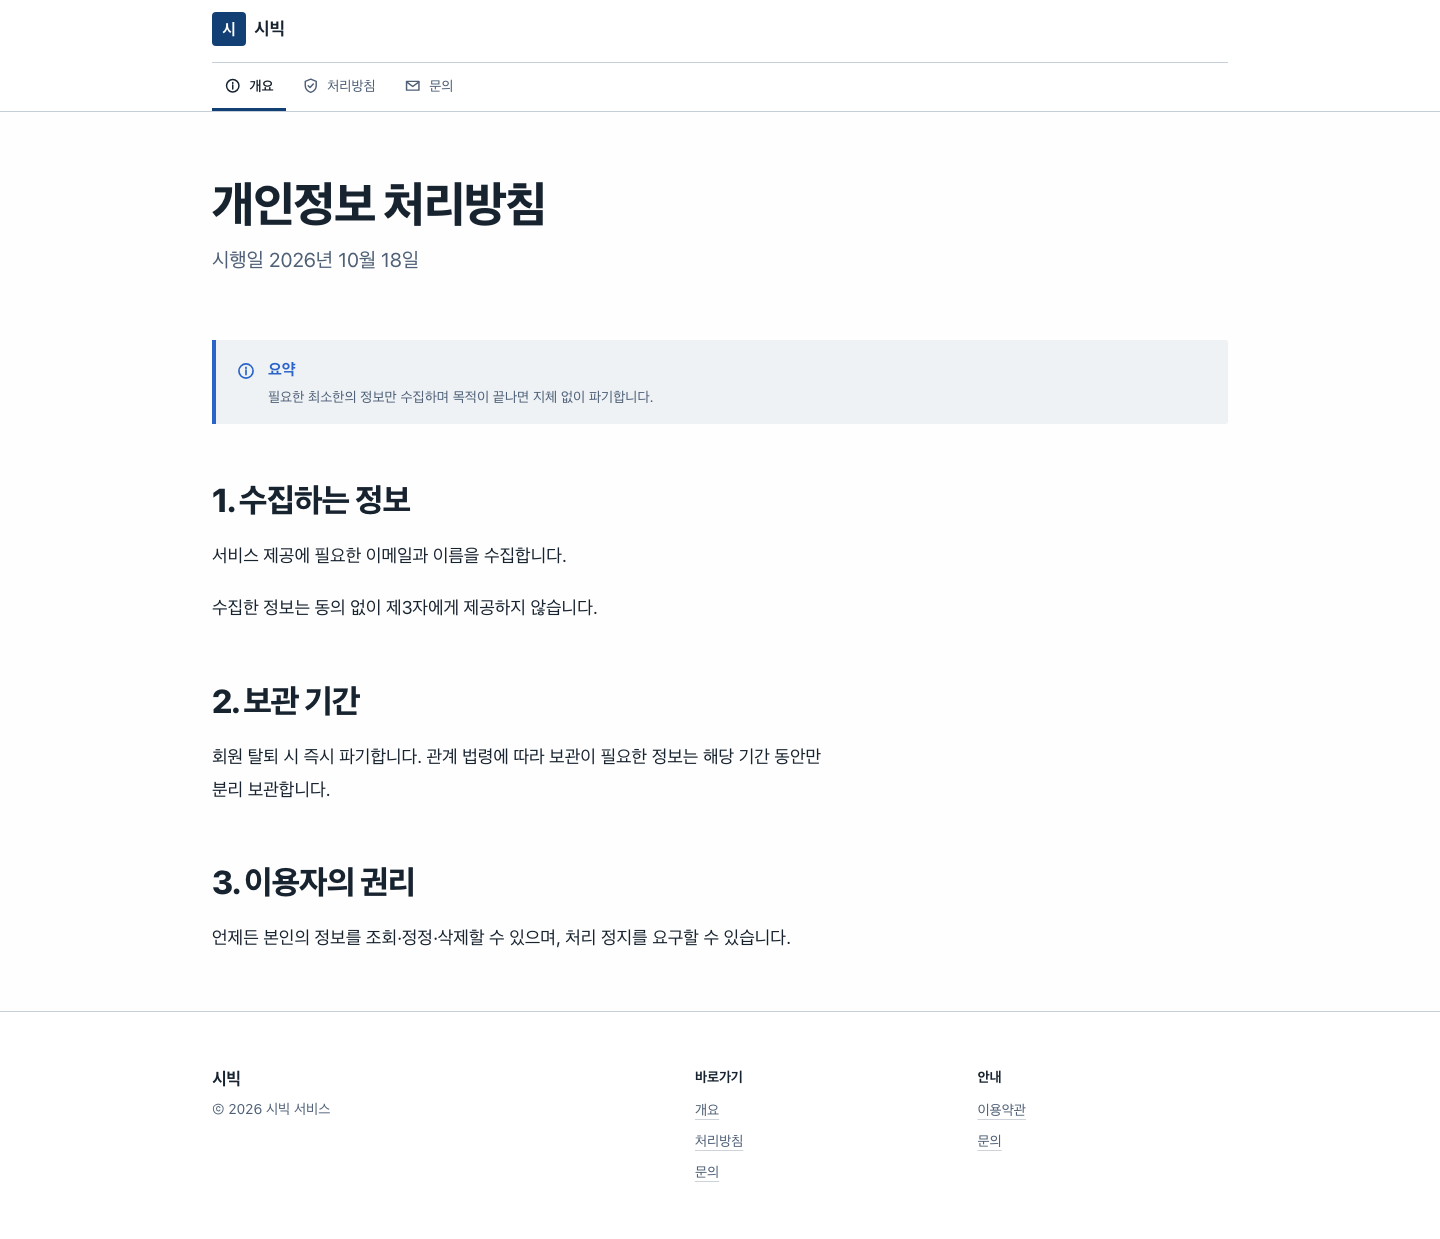 시 시빅
개요 처리방침 문의
개인정보 처리방침
시행일 2026년 10월 18일
요약
필요한 최소한의 정보만 수집하며 목적이 끝나면 지체 없이 파기합니다.
1. 수집하는 정보
서비스 제공에 필요한 이메일과 이름을 수집합니다.
수집한 정보는 동의 없이 제3자에게 제공하지 않습니다.
2. 보관 기간
회원 탈퇴 시 즉시 파기합니다. 관계 법령에 따라 보관이 필요한 정보는 해당 기간 동안만
분리 보관합니다.
3. 이용자의 권리
언제든 본인의 정보를 조회·정정·삭제할 수 있으며, 처리 정지를 요구할 수 있습니다.
시빅
© 2026 시빅 서비스
바로가기
개요
처리방침
문의
안내
이용약관
문의